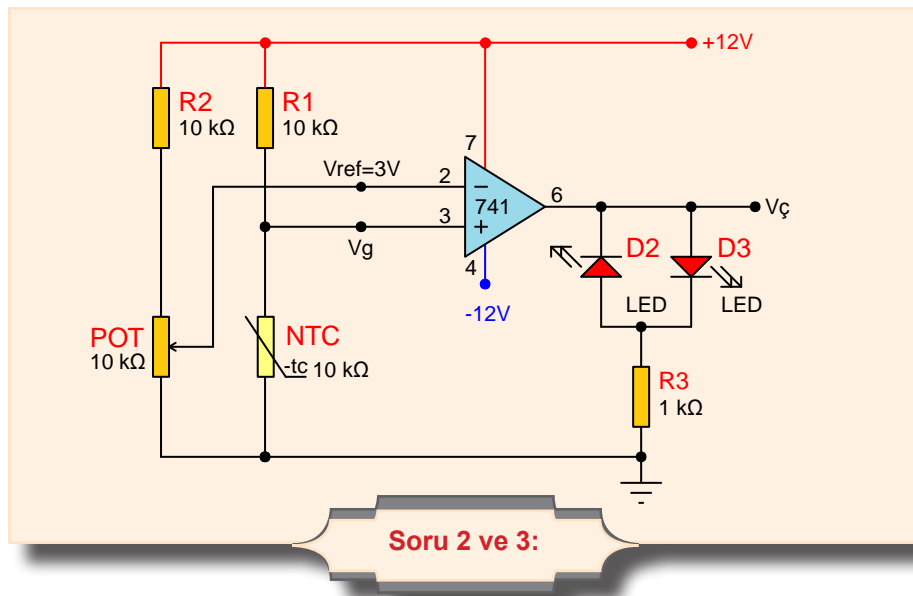 +12V
R2
10 kΩ
R1
10 kΩ
Vref=3V
7
2
−
741
6
Vç
3
+
Vg
4
-12V
D2
D3
LED
LED
POT
10 kΩ
NTC
-tc 10 kΩ
R3
1 kΩ
Soru 2 ve 3: